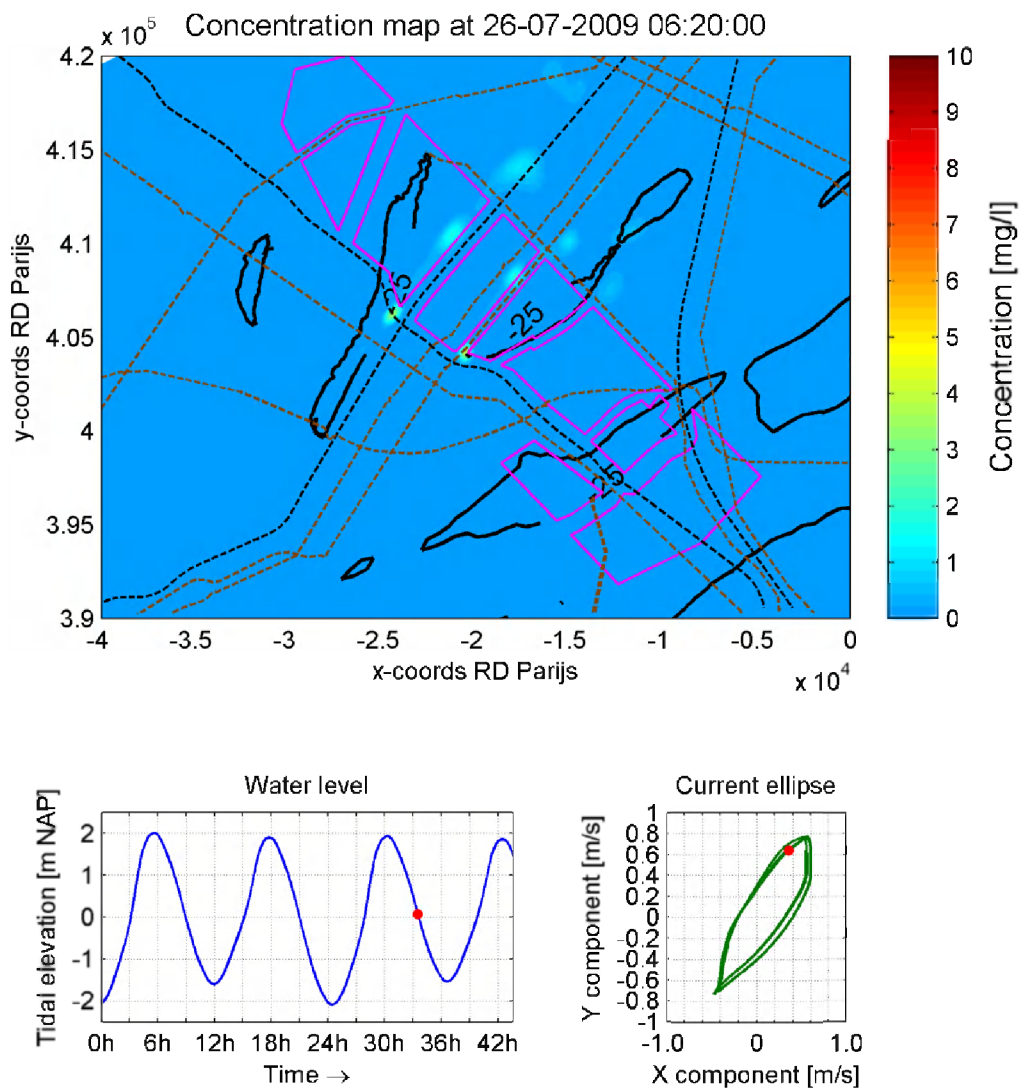 x 10^5
Concentration map at 26-07-2009 06:20:00
4.2
4.15
4.1
4.05
4
3.95
3.9
y-coords RD Parijs
-25
-25
-25
-4
-3.5
-3
-2.5
-2
-1.5
-1
-0.5
0
x 10^4
x-coords RD Parijs
10
9
8
7
6
5
4
3
2
1
0
Concentration [mg/l]
Water level
Tidal elevation [m NAP]
2
1
0
-1
-2
0h
6h
12h
18h
24h
30h
36h
42h
Time →
Current ellipse
Y component [m/s]
1
0.8
0.6
0.4
0.2
0
-0.2
-0.4
-0.6
-0.8
-1
-1.0
0
1.0
X component [m/s]